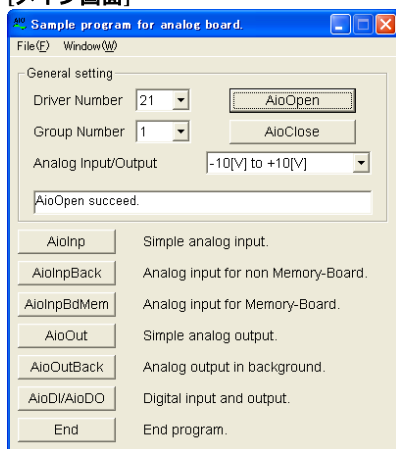 [メイン画面]
AIO Sample program for analog board.
File(F) Window(W)
General setting
Driver Number 21 AioOpen
Group Number 1 AioClose
Analog Input/Output -10[V] to +10[V]
AioOpen succeed.
AioInp Simple analog input.
AioInpBack Analog input for non Memory-Board.
AioInpBdMem Analog input for Memory-Board.
AioOut Simple analog output.
AioOutBack Analog output in background.
AioDI/AioDO Digital input and output.
End End program.